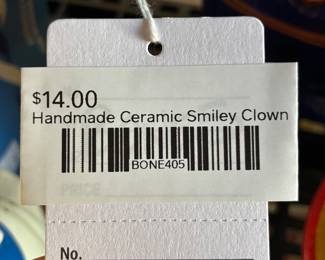 $14.00
Handmade Ceramic Smiley Clown
BONE405
PRICE
No.